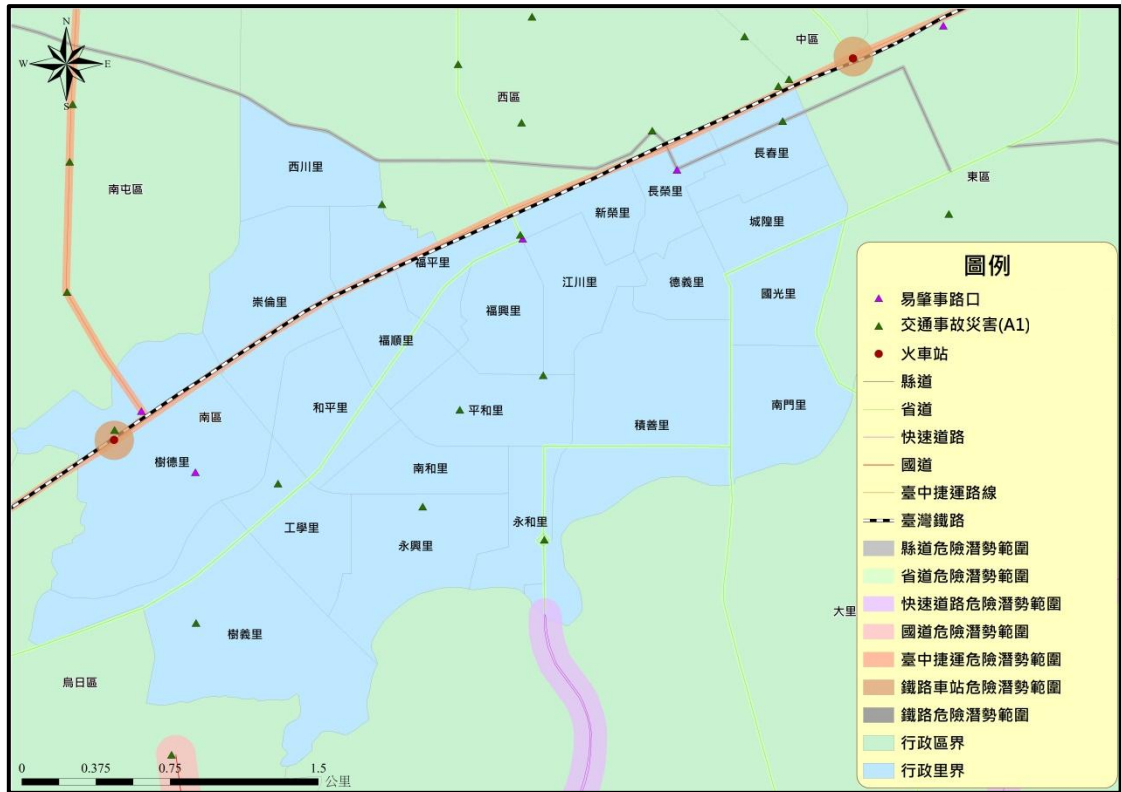 N
W
E
S
中區
西區
南屯區
東區
西川里
長春里
長榮里
新榮里
城隍里
福平里
江川里
德義里
國光里
崇倫里
福興里
福順里
和平里
平和里
南門里
南區
積善里
樹德里
南和里
工學里
永興里
永和里
樹義里
大里
烏日區
圖例
易肇事路口
交通事故災害(A1)
火車站
縣道
省道
快速道路
國道
臺中捷運路線
臺灣鐵路
縣道危險潛勢範圍
省道危險潛勢範圍
快速道路危險潛勢範圍
國道危險潛勢範圍
臺中捷運危險潛勢範圍
鐵路車站危險潛勢範圍
鐵路危險潛勢範圍
行政區界
行政里界
0 0.375 0.75 1.5
公里